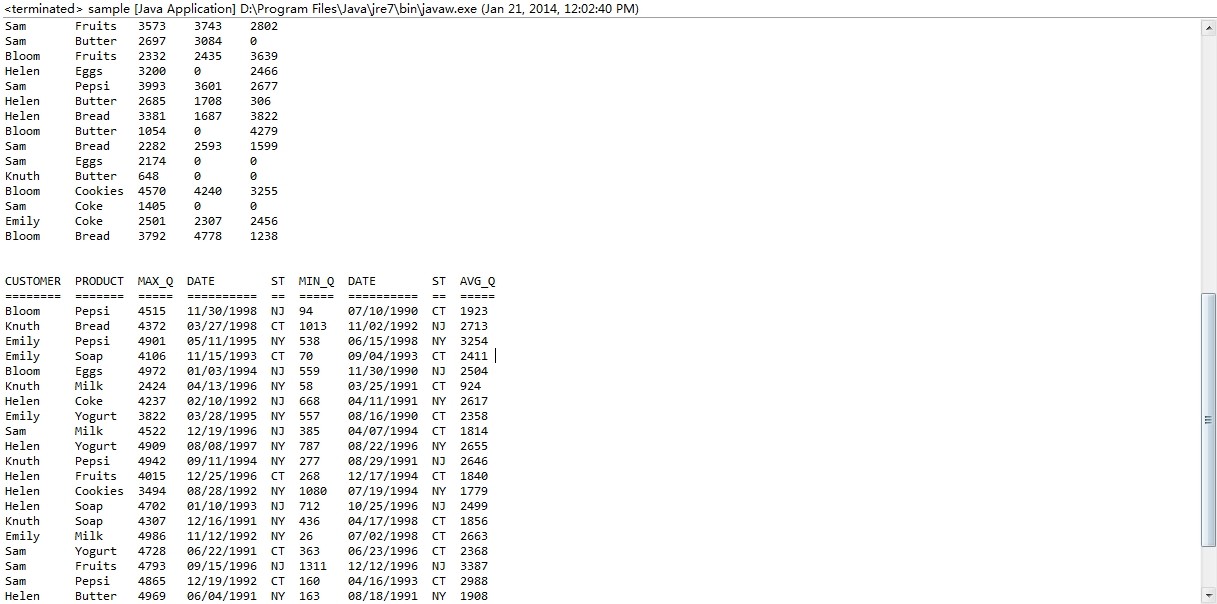 <terminated> sample [Java Application] D:\Program Files\Java\jre7\bin\javaw.exe (Jan 21, 2014, 12:02:40 PM)
Sam Fruits 3573 3743 2802
Sam Butter 2697 3084 0
Bloom Fruits 2332 2435 3639
Helen Eggs 3200 0 2466
Sam Pepsi 3993 3601 2677
Helen Butter 2685 1708 306
Helen Bread 3381 1687 3822
Bloom Butter 1054 0 4279
Sam Bread 2282 2593 1599
Sam Eggs 2174 0 0
Knuth Butter 648 0 0
Bloom Cookies 4570 4240 3255
Sam Coke 1405 0 0
Emily Coke 2501 2307 2456
Bloom Bread 3792 4778 1238
CUSTOMER PRODUCT MAX_Q DATE ST MIN_Q DATE ST AVG_Q
======== ======= ===== ========== == ===== ========== == =====
Bloom Pepsi 4515 11/30/1998 NJ 94 07/10/1990 CT 1923
Knuth Bread 4372 03/27/1998 CT 1013 11/02/1992 NJ 2713
Emily Pepsi 4901 05/11/1995 NY 538 06/15/1998 NY 3254
Emily Soap 4106 11/15/1993 CT 70 09/04/1993 CT 2411
Bloom Eggs 4972 01/03/1994 NJ 559 11/30/1990 NJ 2504
Knuth Milk 2424 04/13/1996 NY 58 03/25/1991 CT 924
Helen Coke 4237 02/10/1992 NJ 668 04/11/1991 NY 2617
Emily Yogurt 3822 03/28/1995 NY 557 08/16/1990 CT 2358
Sam Milk 4522 12/19/1996 NJ 385 04/07/1994 CT 1814
Helen Yogurt 4909 08/08/1997 NY 787 08/22/1996 NY 2655
Knuth Pepsi 4942 09/11/1994 NY 277 08/29/1991 NJ 2646
Helen Fruits 4015 12/25/1996 CT 268 12/17/1994 CT 1840
Helen Cookies 3494 08/28/1992 NY 1080 07/19/1994 NY 1779
Helen Soap 4702 01/10/1993 NJ 712 10/25/1996 NJ 2499
Knuth Soap 4307 12/16/1991 NY 436 04/17/1998 CT 1856
Emily Milk 4986 11/12/1992 NY 26 07/02/1998 CT 2663
Sam Yogurt 4728 06/22/1991 CT 363 06/23/1996 CT 2368
Sam Fruits 4793 09/15/1996 NJ 1311 12/12/1996 NJ 3387
Sam Pepsi 4865 12/19/1992 CT 160 04/16/1993 CT 2988
Helen Butter 4969 06/04/1991 NY 163 08/18/1991 NY 1908